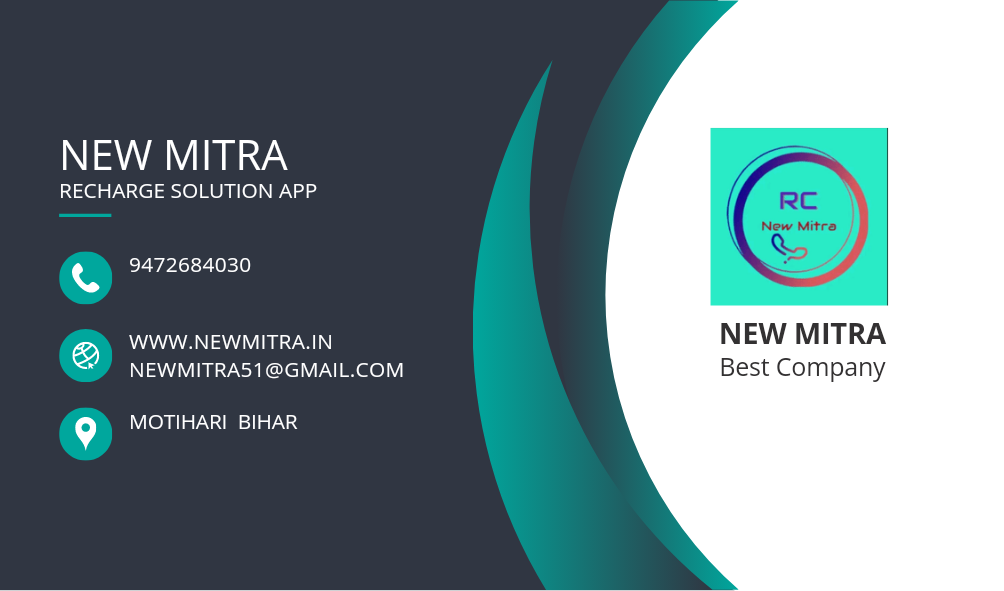 NEW MITRA
RECHARGE SOLUTION APP
9472684030
WWW.NEWMITRA.IN
NEWMITRA51@GMAIL.COM
MOTIHARI  BIHAR
RC
New Mitra
NEW MITRA
Best Company